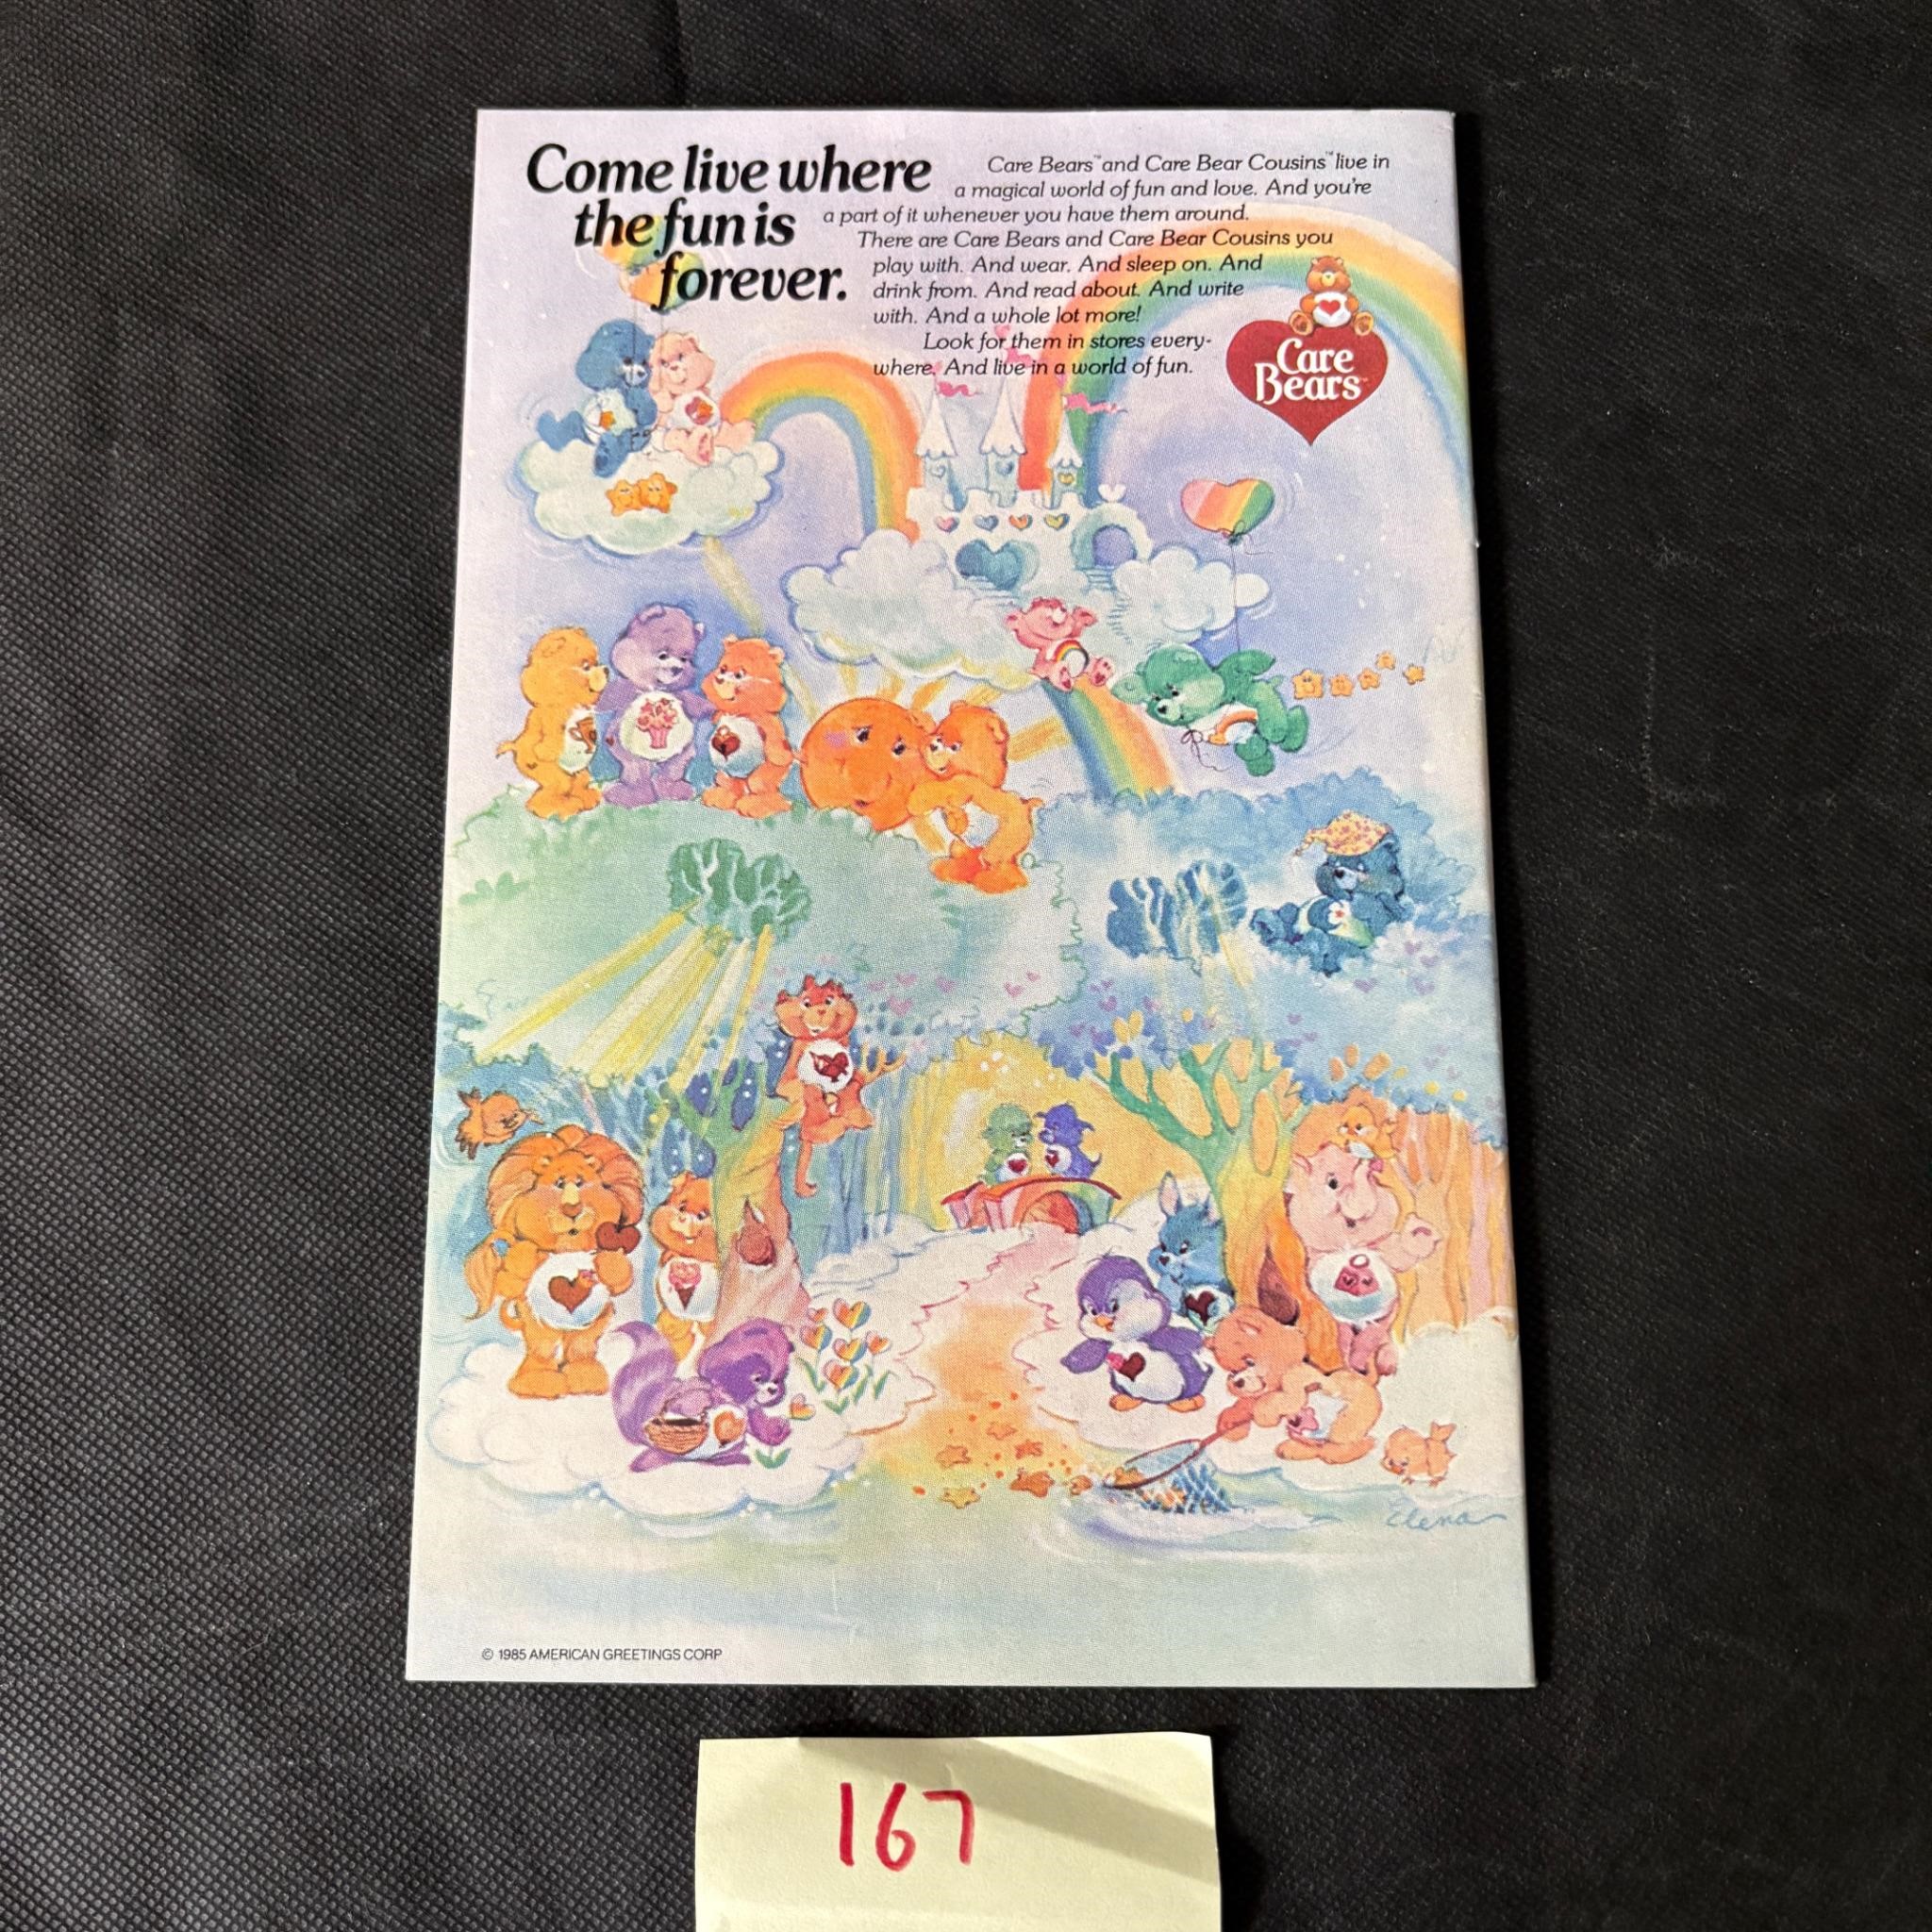 Come live where
the fun is
forever.
Care Bears™ and Care Bear Cousins™ live in
a magical world of fun and love. And you're
a part of it whenever you have them around.
There are Care Bears and Care Bear Cousins you
play with. And wear. And sleep on. And
drink from. And read about. And write
with. And a whole lot more!
Look for them in stores every-
where. And live in a world of fun.
Care
Bears™
Elena
© 1985 AMERICAN GREETINGS CORP
167